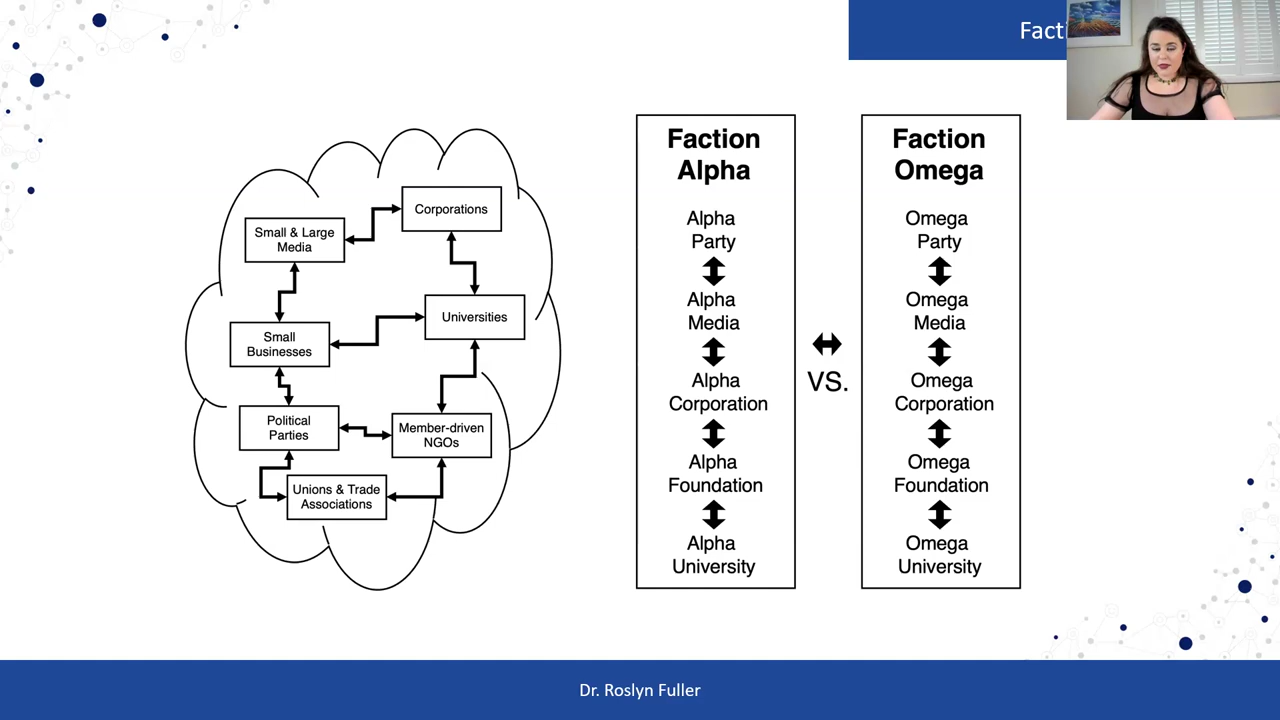 Facti
Corporations
Small & Large
Media
Universities
Small
Businesses
Political
Parties
Member-driven
NGOs
Unions & Trade
Associations
Faction
Alpha
Alpha
Party
Alpha
Media
Alpha
Corporation
Alpha
Foundation
Alpha
University
VS.
Faction
Omega
Omega
Party
Omega
Media
Omega
Corporation
Omega
Foundation
Omega
University
Dr. Roslyn Fuller